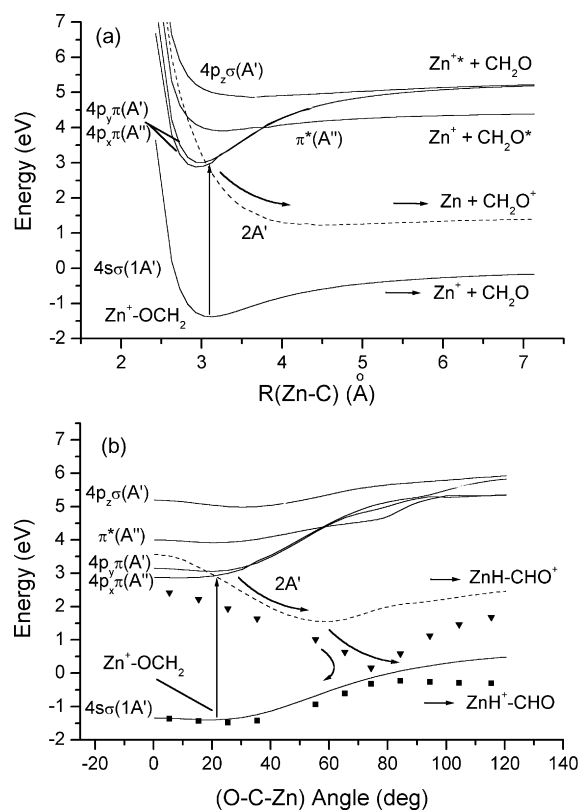 (a)
7
6
5
4
3
2
1
0
-1
-2
Energy (eV)
4p_zσ(A')
Zn⁺* + CH₂O
4p_yπ(A')
4p_xπ(A'')
π*(A'')
Zn⁺ + CH₂O*
Zn + CH₂O⁺
2A'
4sσ(1A')
Zn⁺ + CH₂O
Zn⁺-OCH₂
2 3 4 5 6 7
R(Zn-C) (Å)
(b)
7
6
5
4
3
2
1
0
-1
-2
Energy (eV)
4p_zσ(A')
π*(A'')
4p_yπ(A')
4p_xπ(A'')
2A'
ZnH-CHO⁺
Zn⁺-OCH₂
4sσ(1A')
ZnH⁺-CHO
-20 0 20 40 60 80 100 120 140
(O-C-Zn) Angle (deg)